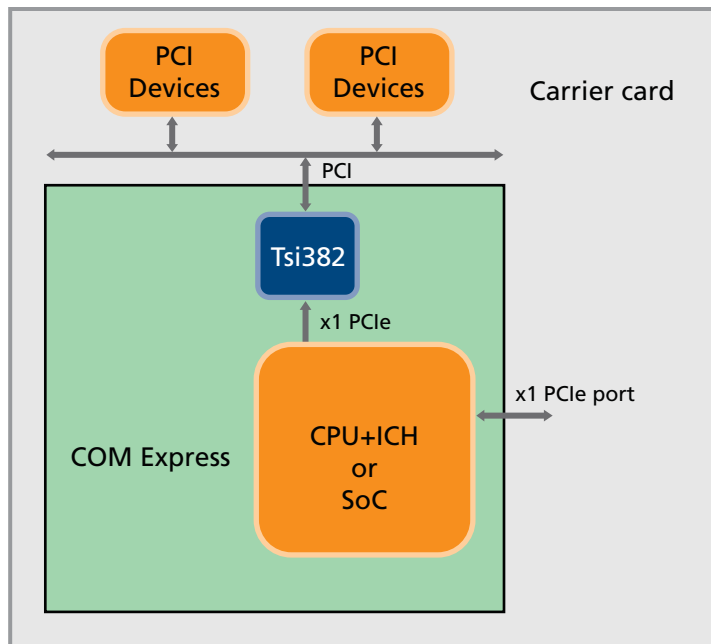 PCI
Devices
PCI
Devices
Carrier card
PCI
Tsi382
x1 PCIe
x1 PCIe port
COM Express
CPU+ICH
or
SoC